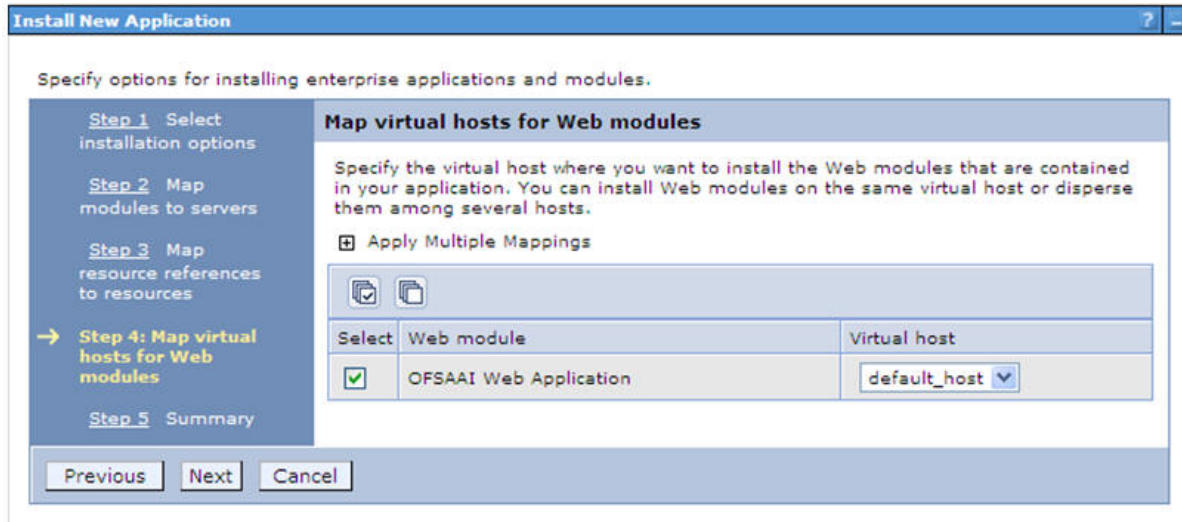 Install New Application
?
Specify options for installing enterprise applications and modules.
Step 1 Select
installation options
Step 2 Map
modules to servers
Step 3 Map
resource references
to resources
Step 4: Map virtual
hosts for Web
modules
Step 5 Summary
Map virtual hosts for Web modules
Specify the virtual host where you want to install the Web modules that are contained
in your application. You can install Web modules on the same virtual host or disperse
them among several hosts.
Apply Multiple Mappings
Select Web module Virtual host
OFSAAI Web Application default_host
Previous Next Cancel